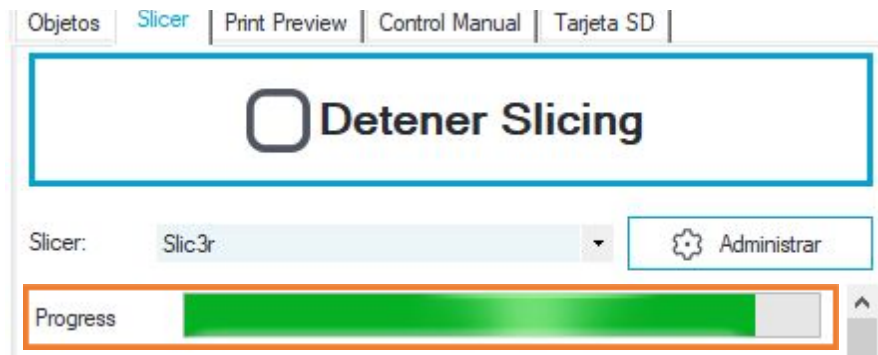 Objetos Slicer Print Preview Control Manual Tarjeta SD
Detener Slicing
Slicer: Slic3r Administrar
Progress